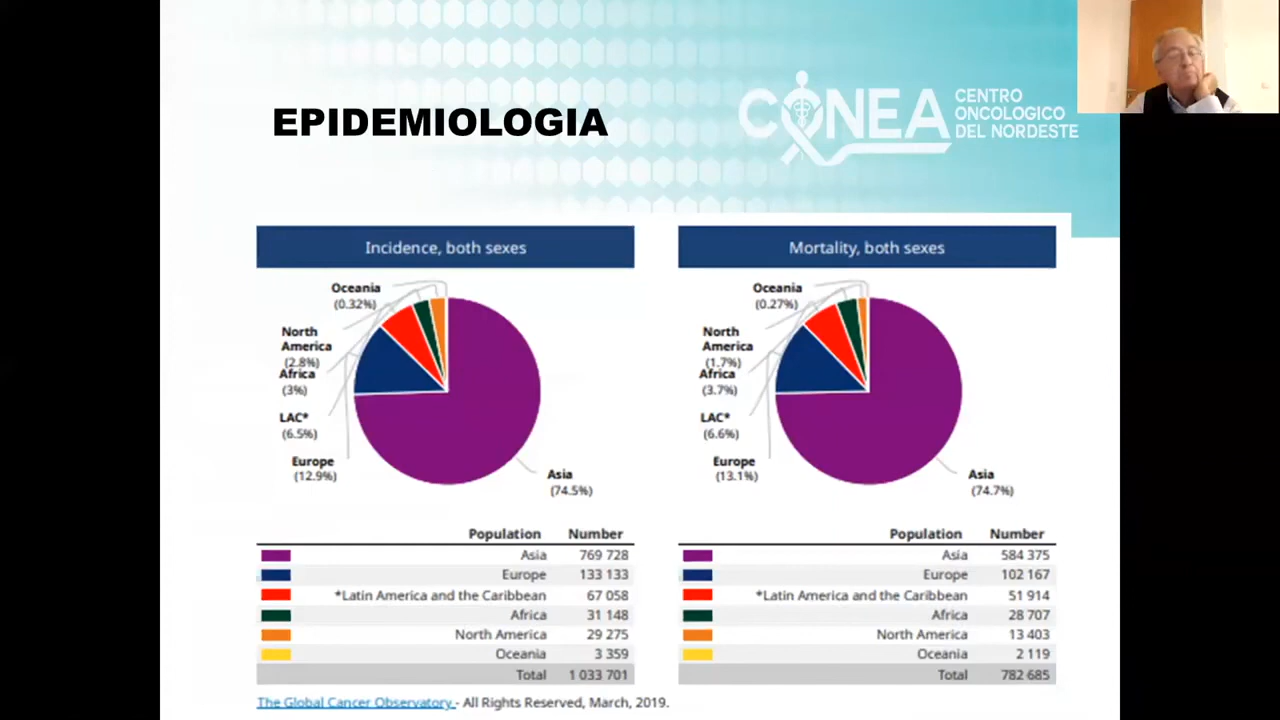 EPIDEMIOLOGIA
CONEA
CENTRO
ONCOLOGICO
DEL NORDESTE
Incidence, both sexes
Oceania
(0.32%)
North
America
(2.8%)
Africa
(3%)
LAC*
(6.5%)
Europe
(12.9%)
Asia
(74.5%)
Population Number
Asia 769 728
Europe 133 133
*Latin America and the Caribbean 67 058
Africa 31 148
North America 29 275
Oceania 3 359
Total 1 033 701
Mortality, both sexes
Oceania
(0.27%)
North
America
(1.7%)
Africa
(3.7%)
LAC*
(6.6%)
Europe
(13.1%)
Asia
(74.7%)
Population Number
Asia 584 375
Europe 102 167
*Latin America and the Caribbean 51 914
Africa 28 707
North America 13 403
Oceania 2 119
Total 782 685
The Global Cancer Observatory - All Rights Reserved, March, 2019.